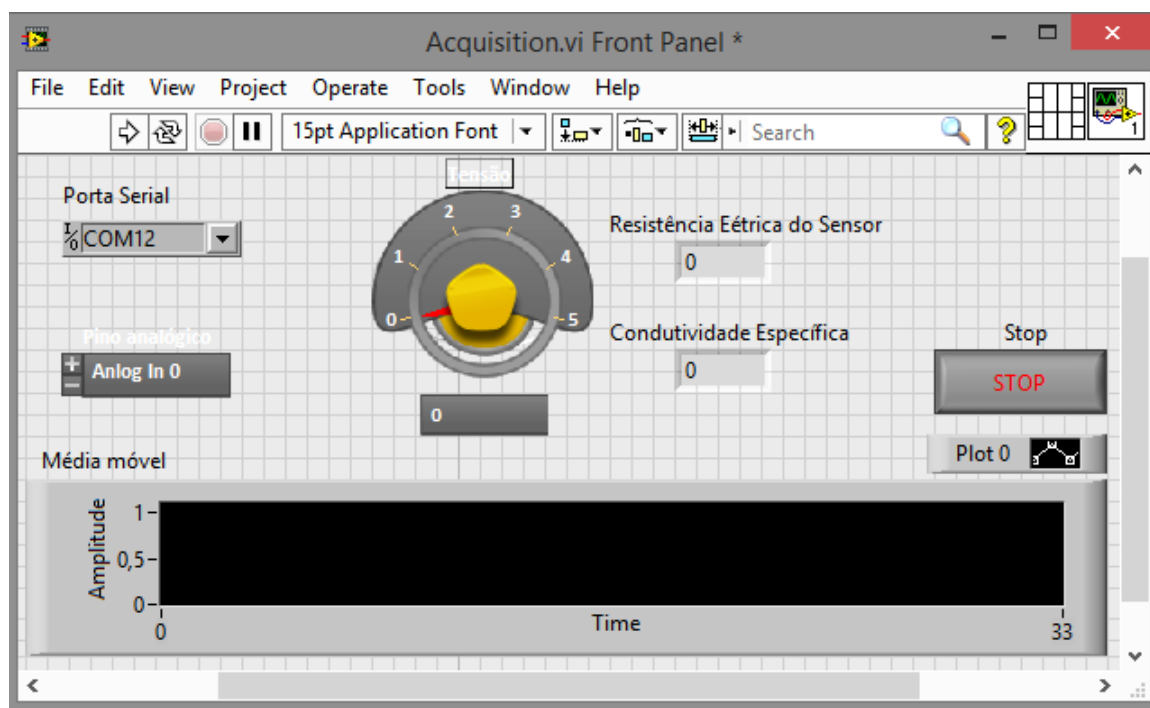 Acquisition.vi Front Panel *
File Edit View Project Operate Tools Window Help
15pt Application Font
Search
1
Porta Serial
COM12
Tensão
0 1 2 3 4 5
0
Resistência Eétrica do Sensor
0
Condutividade Específica
0
Pino analógico
Anlog In 0
Stop
STOP
Média móvel
Plot 0
Amplitude
1
0,5
0
0 33
Time